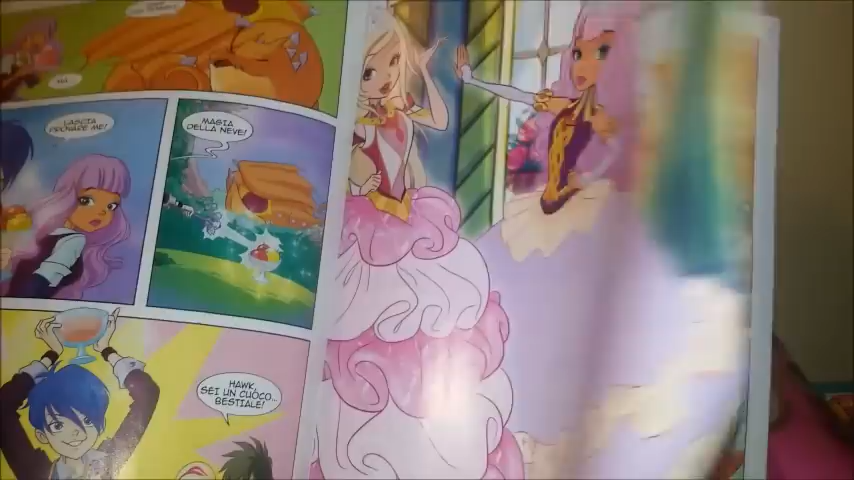 LASCIA
PROVARE ME!
MAGIA
DELLA NEVE!
HAWK,
SEI UN CUOCO...
BESTIALE!